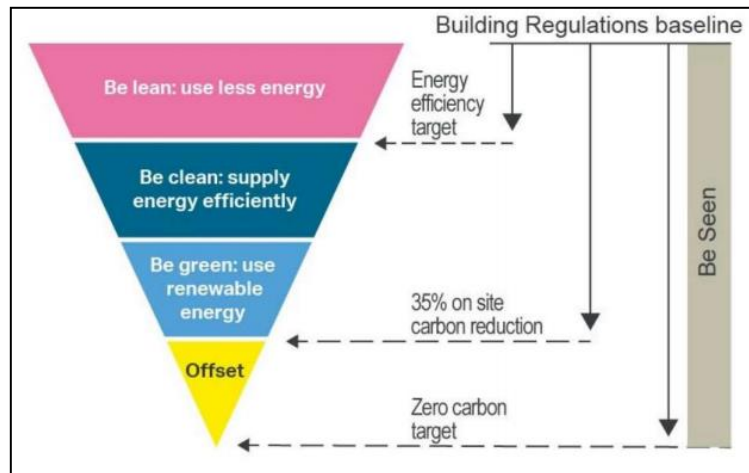 Building Regulations baseline
Be lean: use less energy
Energy
efficiency
target
Be clean: supply
energy efficiently
Be Seen
Be green: use
renewable
energy
35% on site
carbon reduction
Offset
Zero carbon
target